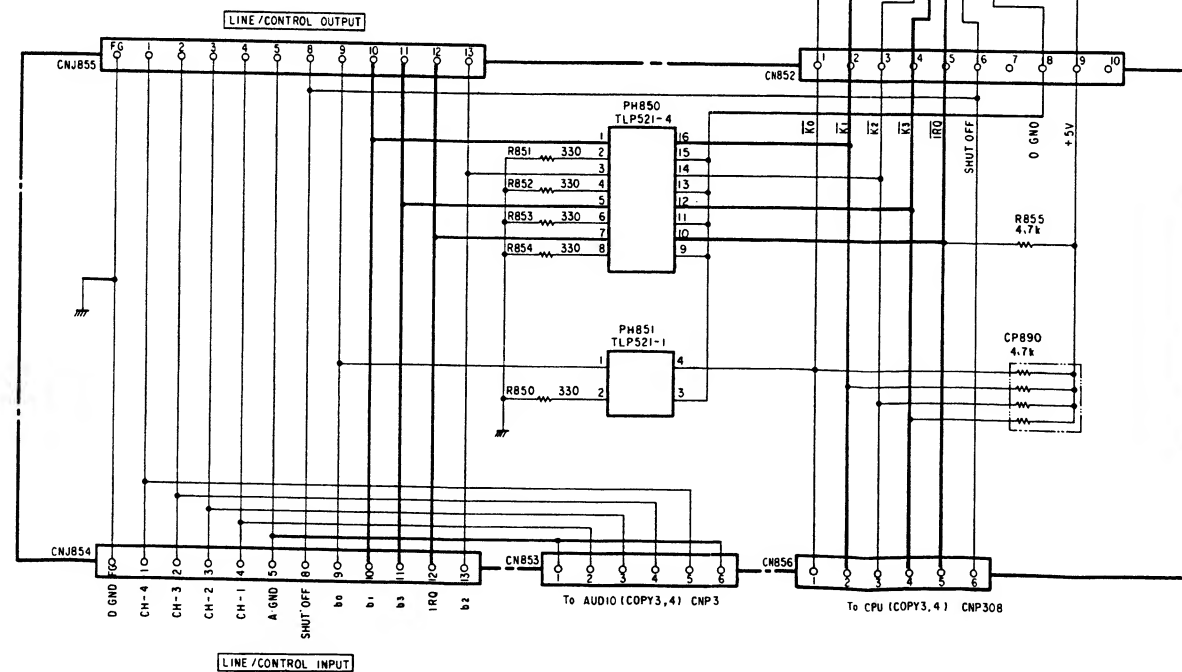 LINE/CONTROL OUTPUT
FG 1 2 3 4 5 8 9 10 11 12 13
CNJ855
1 2 3 4 5 6 7 8 9 10
CN852
PH850
TLP521-4
K0 K1 K2 K3 IRQ SHUT OFF D GND +5V
1 16
R851 330 2 15
3 14
R852 330 4 13
5 12
R853 330 6 11
7 10
R854 330 8 9
R855
4.7k
PH851
TLP521-1
1 4
R850 330 2 3
CP890
4.7k
CNJ854
FG 1 2 3 4 5 8 9 10 11 12 13
D GND CH-4 CH-3 CH-2 CH-1 A·GND SHUT OFF b0 b1 b3 IRQ b2
CN853
1 2 3 4 5 6
To AUDIO (COPY3,4) CNP3
CN856
1 2 3 4 5 6
To CPU (COPY3,4) CNP308
LINE/CONTROL INPUT